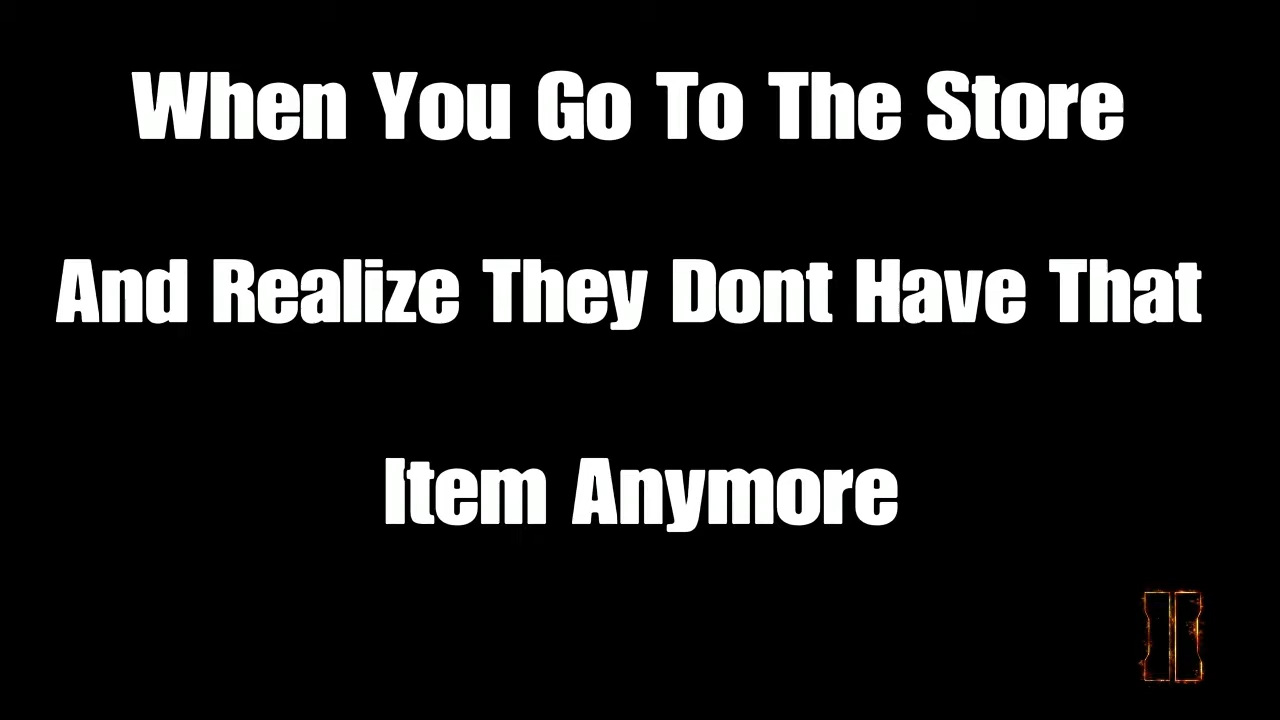 When You Go To The Store
And Realize They Dont Have That
Item Anymore